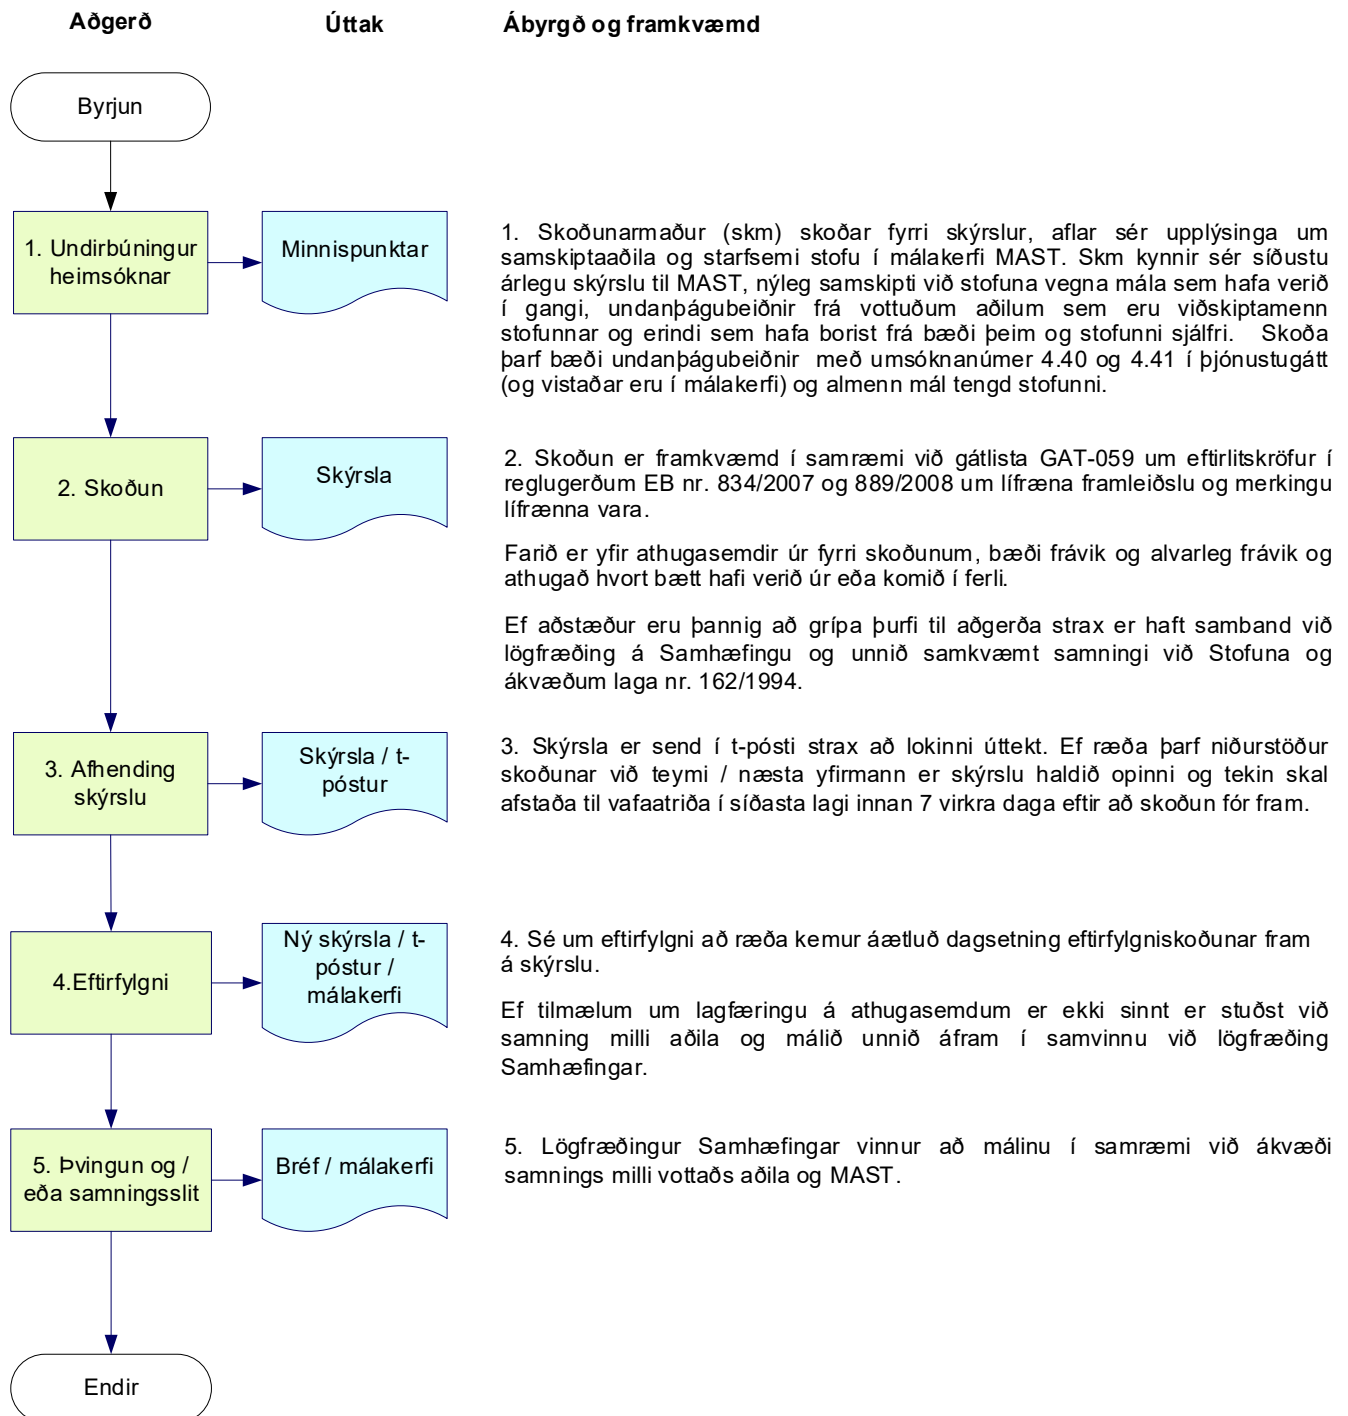 Aðgerð
Úttak
Ábyrgð og framkvæmd
Byrjun
1. Undirbúningur
heimsóknar
Minnispunktar
1. Skoðunarmaður (skm) skoðar fyrri skýrslur, aflar sér upplýsinga um
samskiptaaðila og starfsemi stofu í málakerfi MAST. Skm kynnir sér síðustu
árlegu skýrslu til MAST, nýleg samskipti við stofuna vegna mála sem hafa verið
í gangi, undanþágubeiðnir frá vottuðum aðilum sem eru viðskiptamenn
stofunnar og erindi sem hafa borist frá bæði þeim og stofunni sjálfri. Skoða
þarf bæði undanþágubeiðnir með umsóknanúmer 4.40 og 4.41 í þjónustugátt
(og vistaðar eru í málakerfi) og almenn mál tengd stofunni.
2. Skoðun
Skýrsla
2. Skoðun er framkvæmd í samræmi við gátlista GAT-059 um eftirlitskröfur í
reglugerðum EB nr. 834/2007 og 889/2008 um lífræna framleiðslu og merkingu
lífrænna vara.
Farið er yfir athugasemdir úr fyrri skoðunum, bæði frávik og alvarleg frávik og
athugað hvort bætt hafi verið úr eða komið í ferli.
Ef aðstæður eru þannig að grípa þurfi til aðgerða strax er haft samband við
lögfræðing á Samhæfingu og unnið samkvæmt samningi við Stofuna og
ákvæðum laga nr. 162/1994.
3. Afhending
skýrslu
Skýrsla / t-
póstur
3. Skýrsla er send í t-pósti strax að lokinni úttekt. Ef ræða þarf niðurstöður
skoðunar við teymi / næsta yfirmann er skýrslu haldið opinni og tekin skal
afstaða til vafaatriða í síðasta lagi innan 7 virkra daga eftir að skoðun fór fram.
4.Eftirfylgni
Ný skýrsla / t-
póstur /
málakerfi
4. Sé um eftirfylgni að ræða kemur áætluð dagsetning eftirfylgniskoðunar fram
á skýrslu.
Ef tilmælum um lagfæringu á athugasemdum er ekki sinnt er stuðst við
samning milli aðila og málið unnið áfram í samvinnu við lögfræðing
Samhæfingar.
5. Þvingun og /
eða samningsslit
Bréf / málakerfi
5. Lögfræðingur Samhæfingar vinnur að málinu í samræmi við ákvæði
samnings milli vottaðs aðila og MAST.
Endir